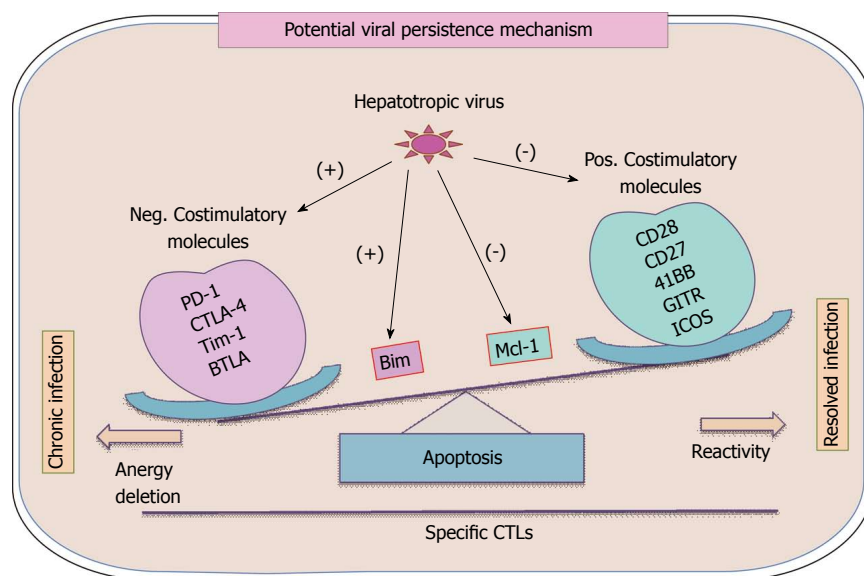 Potential viral persistence mechanism
Hepatotropic virus
(+)
(-)
Neg. Costimulatory
molecules
Pos. Costimulatory
molecules
(+)
(-)
PD-1
CTLA-4
Tim-1
BTLA
CD28
CD27
41BB
GITR
ICOS
Bim
Mcl-1
Chronic infection
Resolved infection
Anergy
deletion
Apoptosis
Reactivity
Specific CTLs